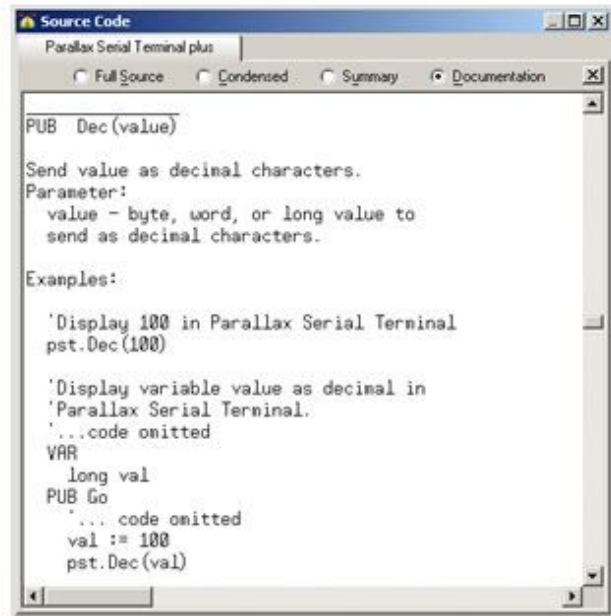 Source Code
Parallax Serial Terminal plus
Full Source Condensed Summary Documentation
PUB Dec(value)
Send value as decimal characters.
Parameter:
value - byte, word, or long value to
send as decimal characters.
Examples:
'Display 100 in Parallax Serial Terminal
pst.Dec(100)
'Display variable value as decimal in
'Parallax Serial Terminal.
'...code omitted
VAR
long val
PUB Go
'... code omitted
val := 100
pst.Dec(val)